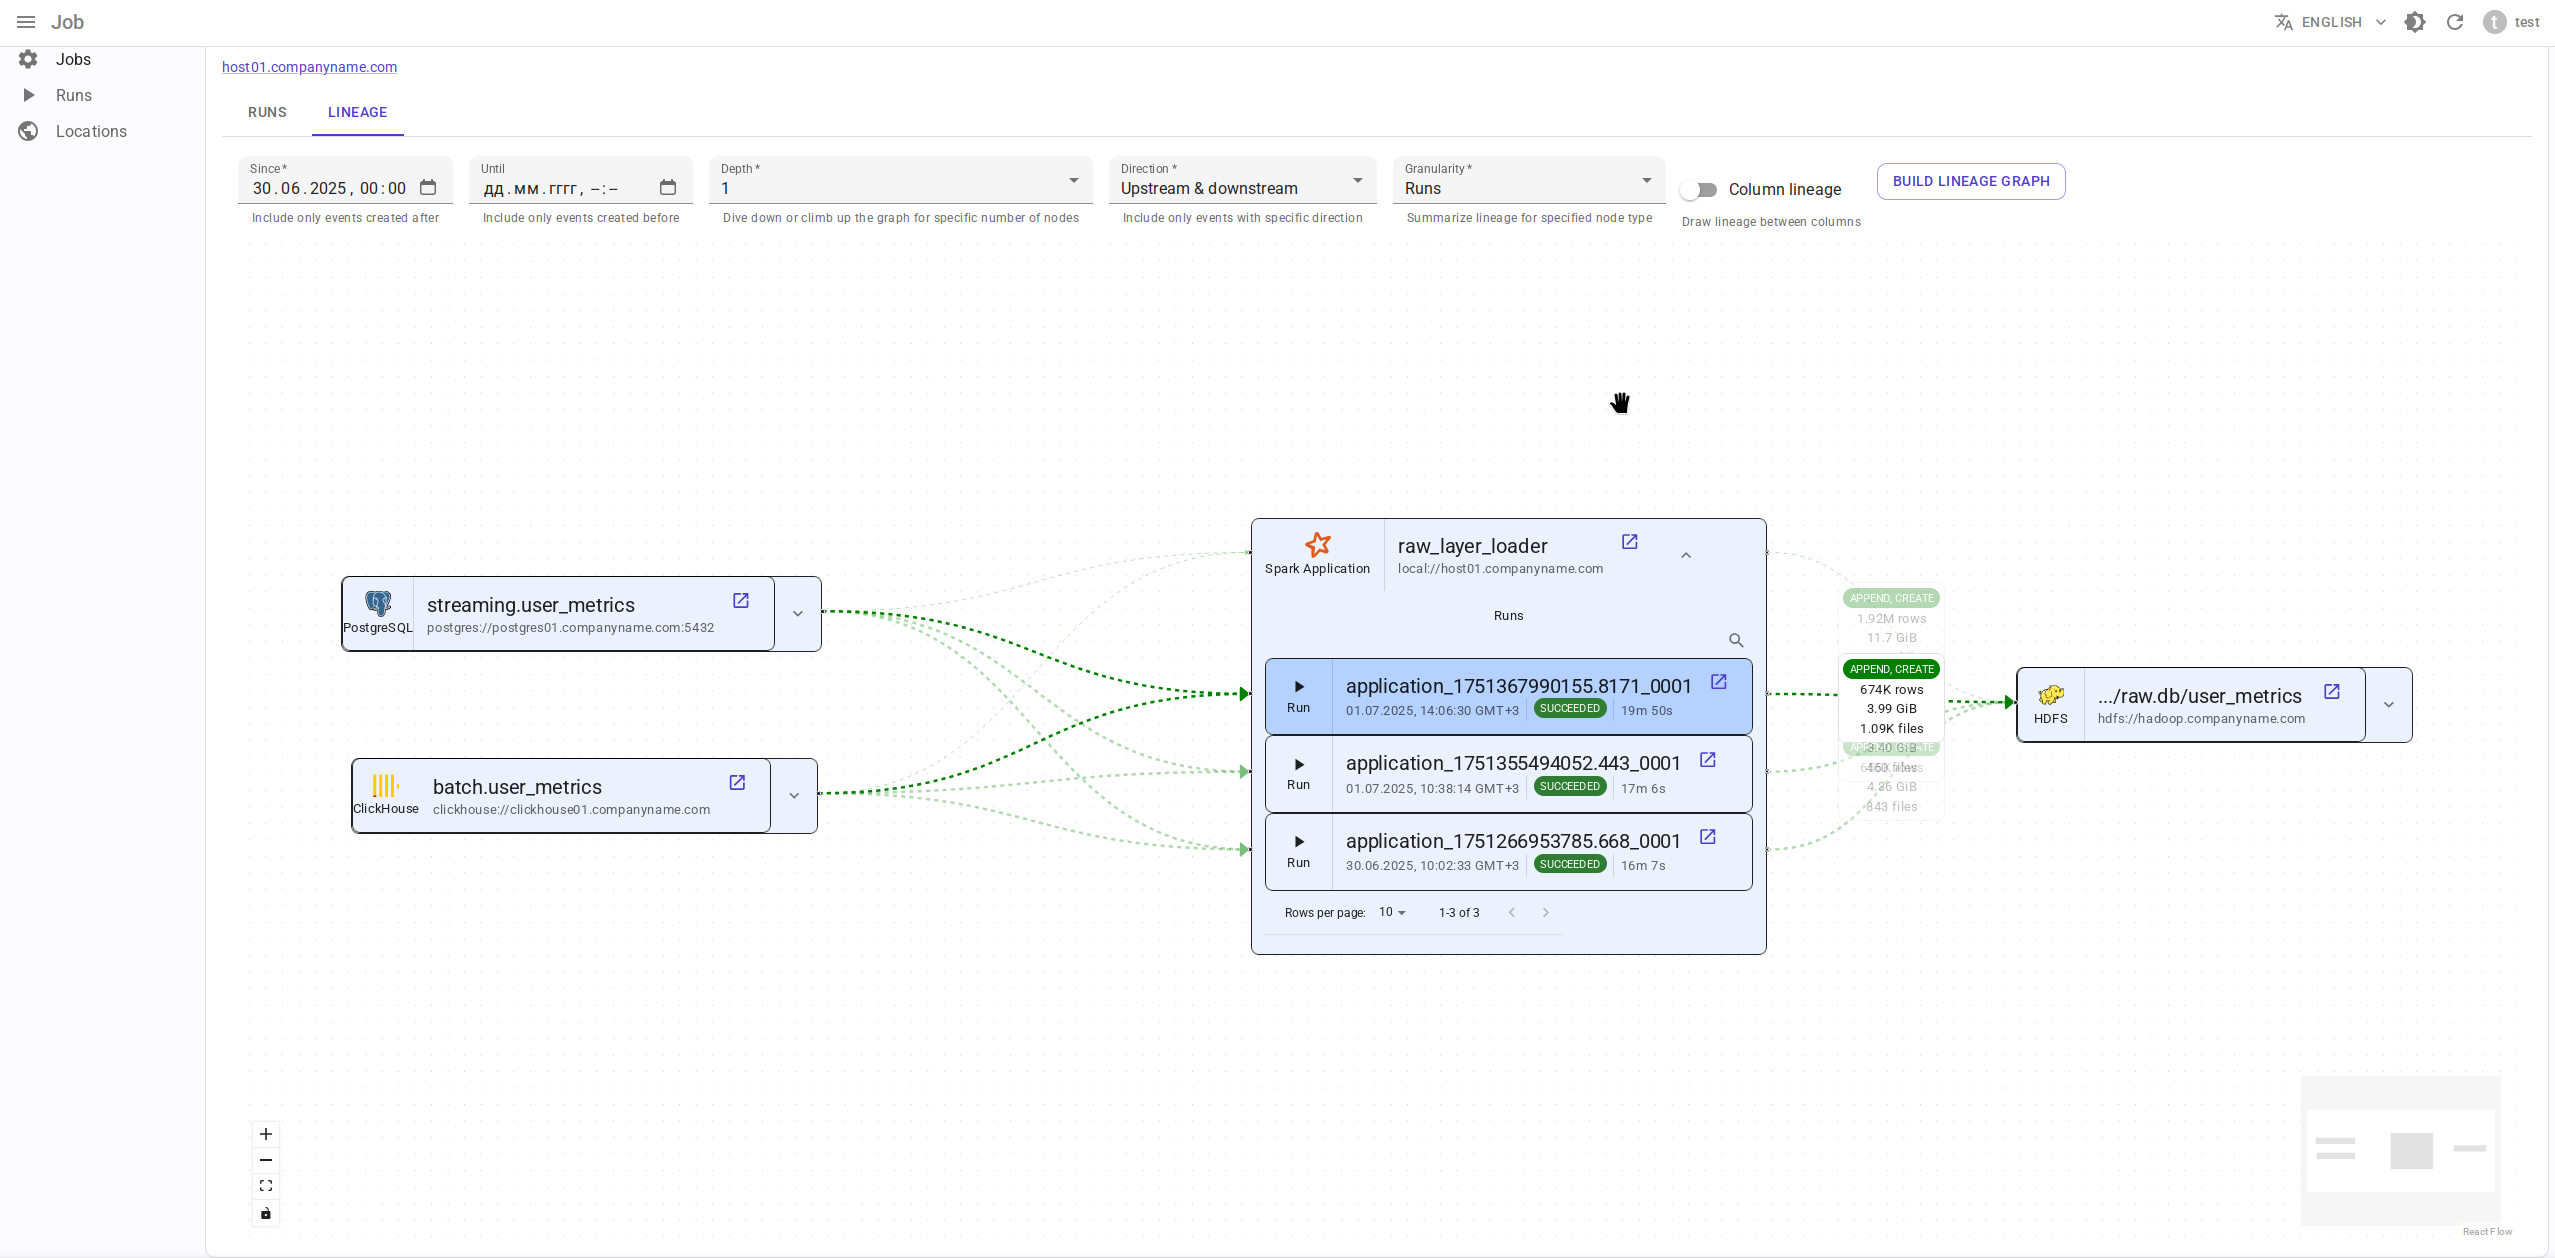 Job
ENGLISH
t
test
Jobs
Runs
Locations
host01.companyname.com
RUNS
LINEAGE
Since *
30.06.2025, 00:00
Include only events created after
Until
дд.мм.гггг, --:--
Include only events created before
Depth *
1
Dive down or climb up the graph for specific number of nodes
Direction *
Upstream & downstream
Include only events with specific direction
Granularity *
Runs
Summarize lineage for specified node type
Column lineage
Draw lineage between columns
BUILD LINEAGE GRAPH
PostgreSQL
streaming.user_metrics
postgres://postgres01.companyname.com:5432
ClickHouse
batch.user_metrics
clickhouse://clickhouse01.companyname.com
Spark Application
raw_layer_loader
local://host01.companyname.com
Runs
Run
application_1751367990155.8171_0001
01.07.2025, 14:06:30 GMT+3
SUCCEEDED
19m 50s
Run
application_1751355494052.443_0001
01.07.2025, 10:38:14 GMT+3
SUCCEEDED
17m 6s
Run
application_1751266953785.668_0001
30.06.2025, 10:02:33 GMT+3
SUCCEEDED
16m 7s
Rows per page:
10
1-3 of 3
APPEND, CREATE
1.92M rows
11.7 GiB
APPEND, CREATE
674K rows
3.99 GiB
1.09K files
APPEND, CREATE
4.36 GiB
843 files
HDFS
.../raw.db/user_metrics
hdfs://hadoop.companyname.com
React Flow